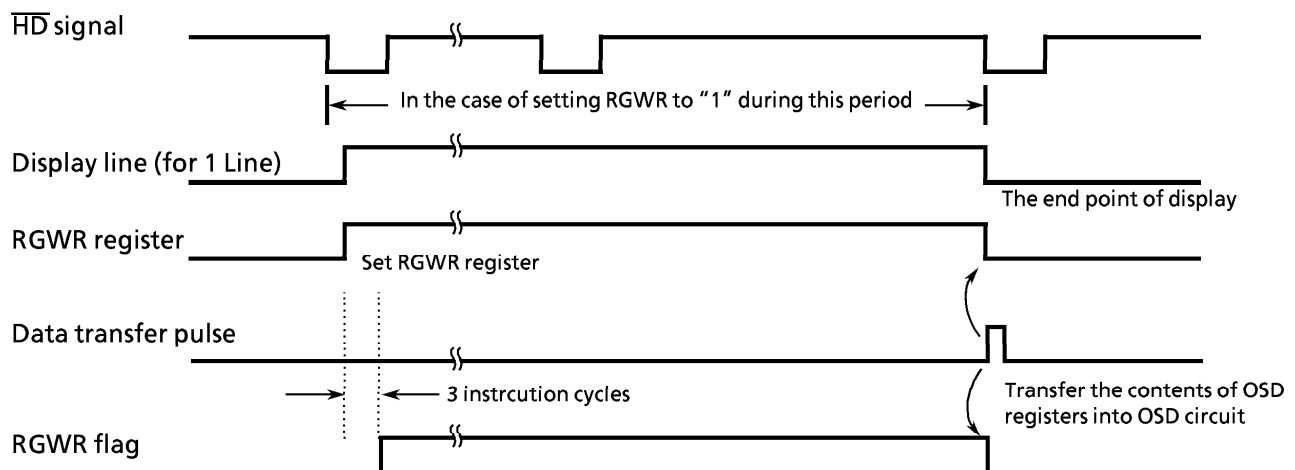 HD signal
In the case of setting RGWR to “1” during this period
Display line (for 1 Line)
The end point of display
RGWR register
Set RGWR register
Data transfer pulse
3 instrcution cycles
Transfer the contents of OSD
registers into OSD circuit
RGWR flag